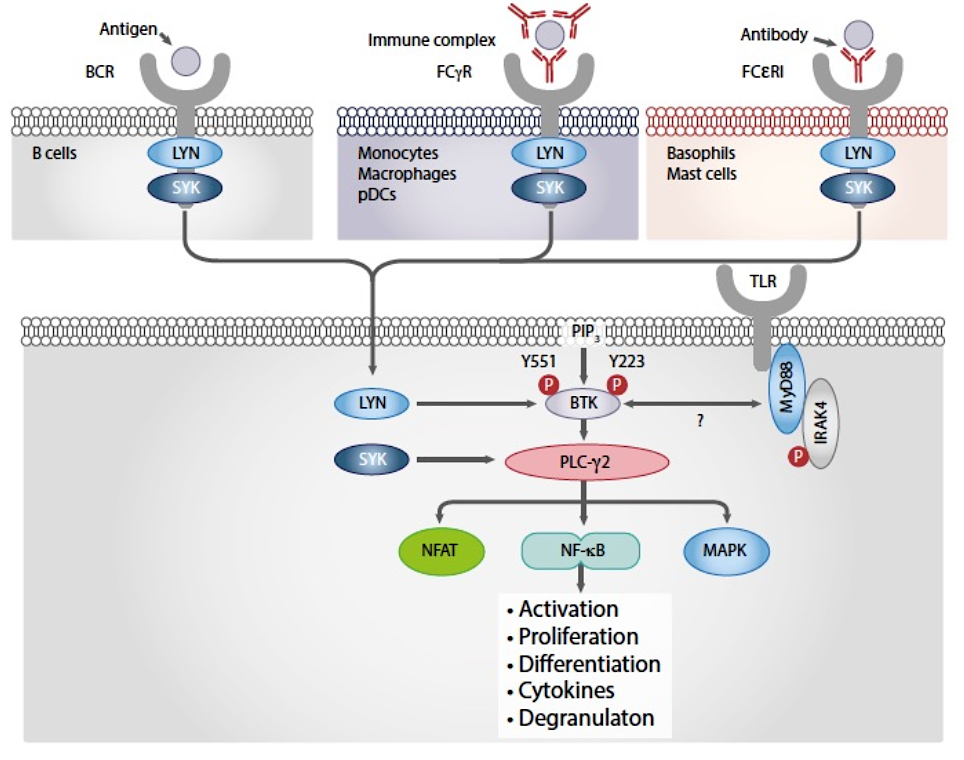 Antigen
BCR
Immune complex
FCγR
Antibody
FCεRI
B cells
LYN
SYK
Monocytes
Macrophages
pDCs
LYN
SYK
Basophils
Mast cells
LYN
SYK
TLR
PIP3
Y551
Y223
P
P
LYN
BTK
?
MyD88
IRAK4
P
SYK
PLC-γ2
NFAT
NF-κB
MAPK
• Activation
• Proliferation
• Differentiation
• Cytokines
• Degranulaton